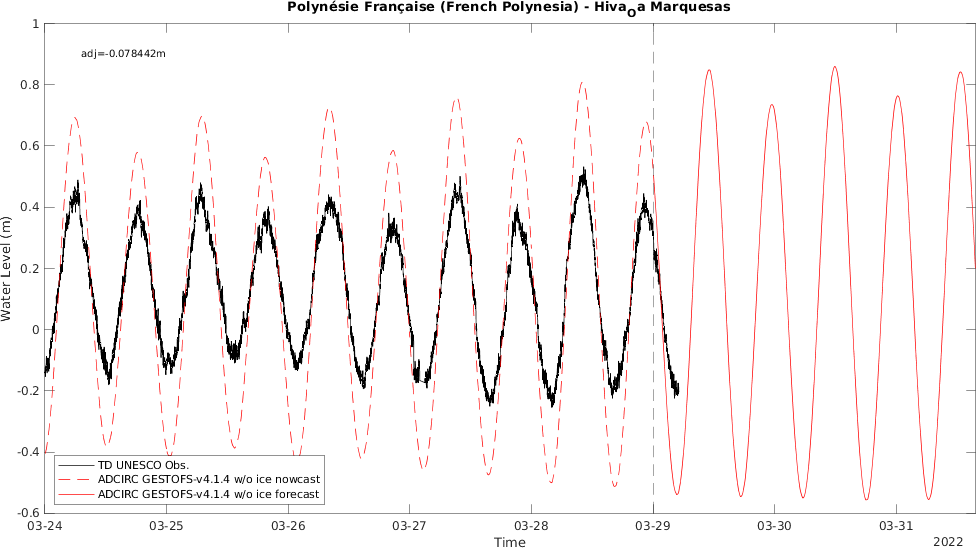 Polynésie Française (French Polynesia) - Hiva_Oa Marquesas
adj=-0.078442m
Water Level (m)
1
0.8
0.6
0.4
0.2
0
-0.2
-0.4
-0.6
TD UNESCO Obs.
ADCIRC GESTOFS-v4.1.4 w/o ice nowcast
ADCIRC GESTOFS-v4.1.4 w/o ice forecast
03-24 03-25 03-26 03-27 03-28 03-29 03-30 03-31
Time
2022